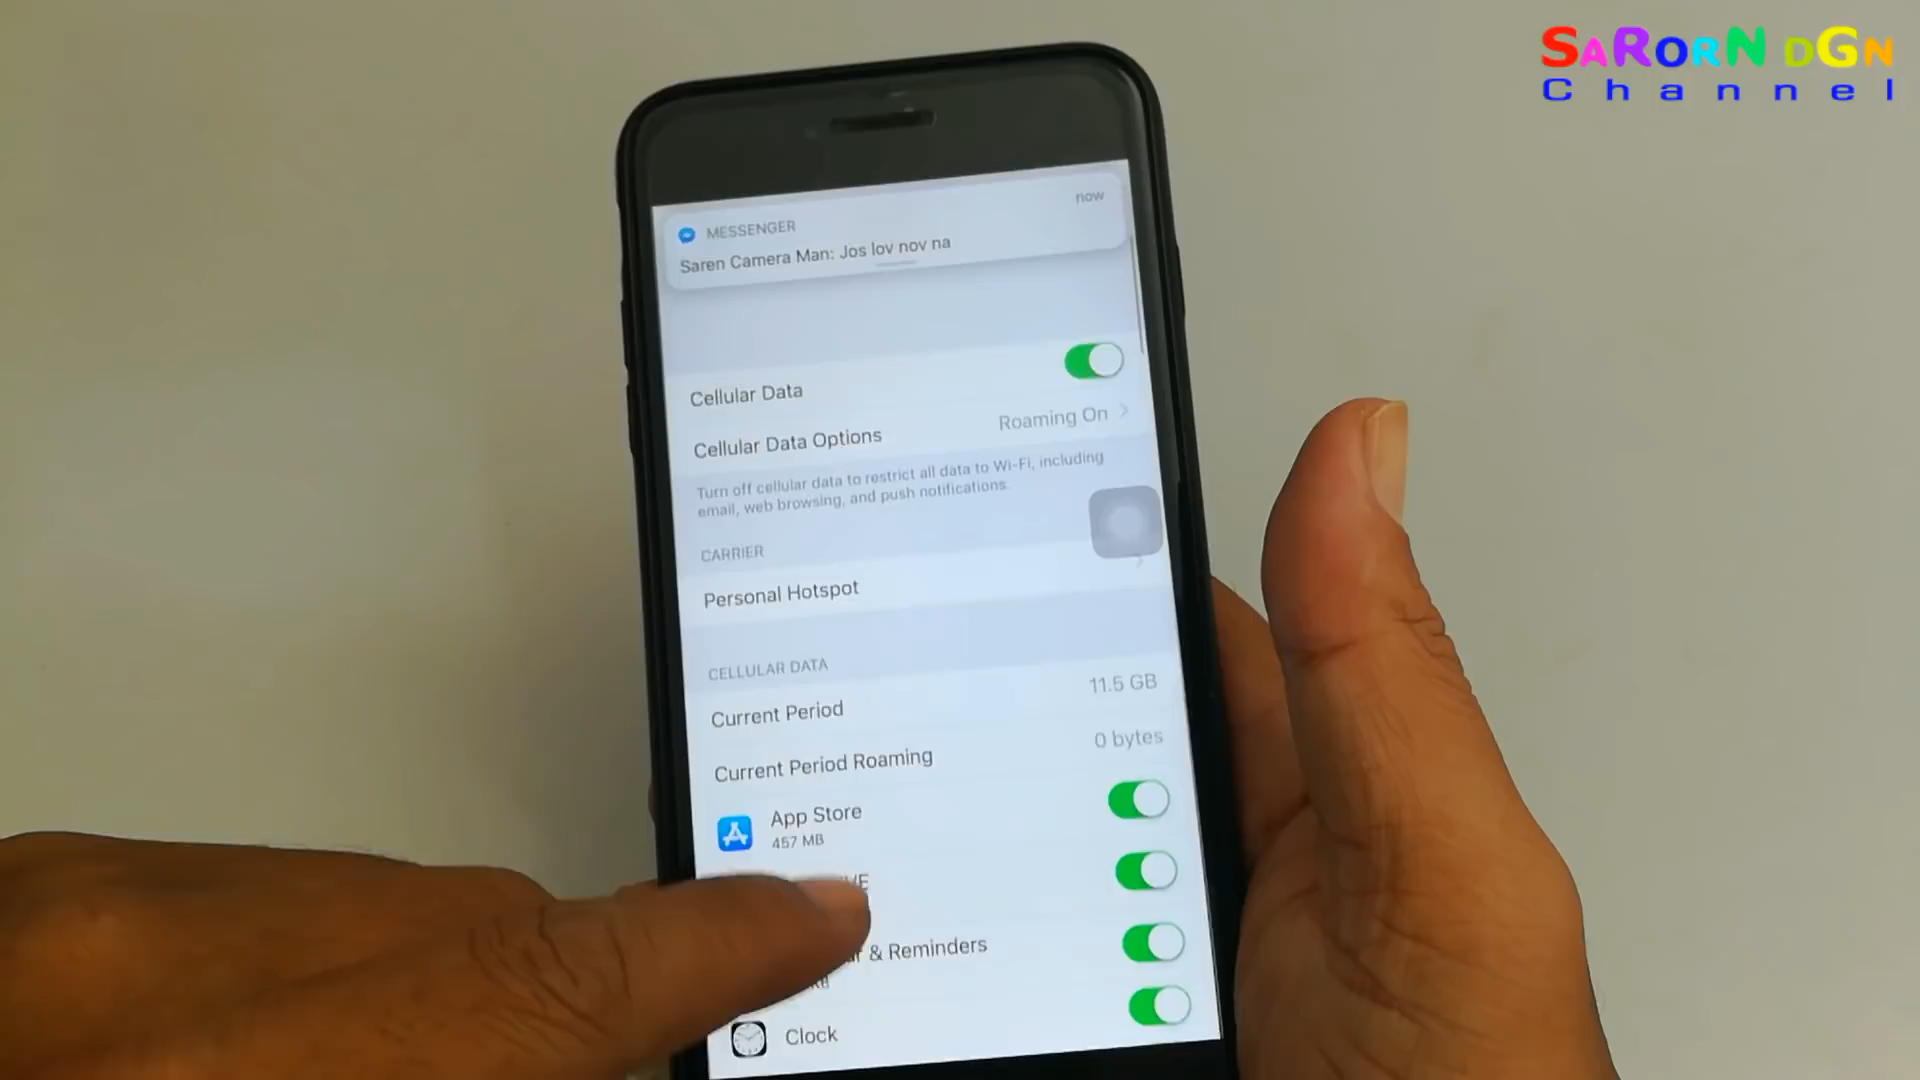 SaRorN dGN
Channel
MESSENGER
now
Saren Camera Man: Jos lov nov na
Cellular Data
Cellular Data Options
Roaming On
Turn off cellular data to restrict all data to Wi-Fi, including
email, web browsing, and push notifications.
CARRIER
Personal Hotspot
CELLULAR DATA
Current Period
11.5 GB
Current Period Roaming
0 bytes
App Store
457 MB
& Reminders
Clock